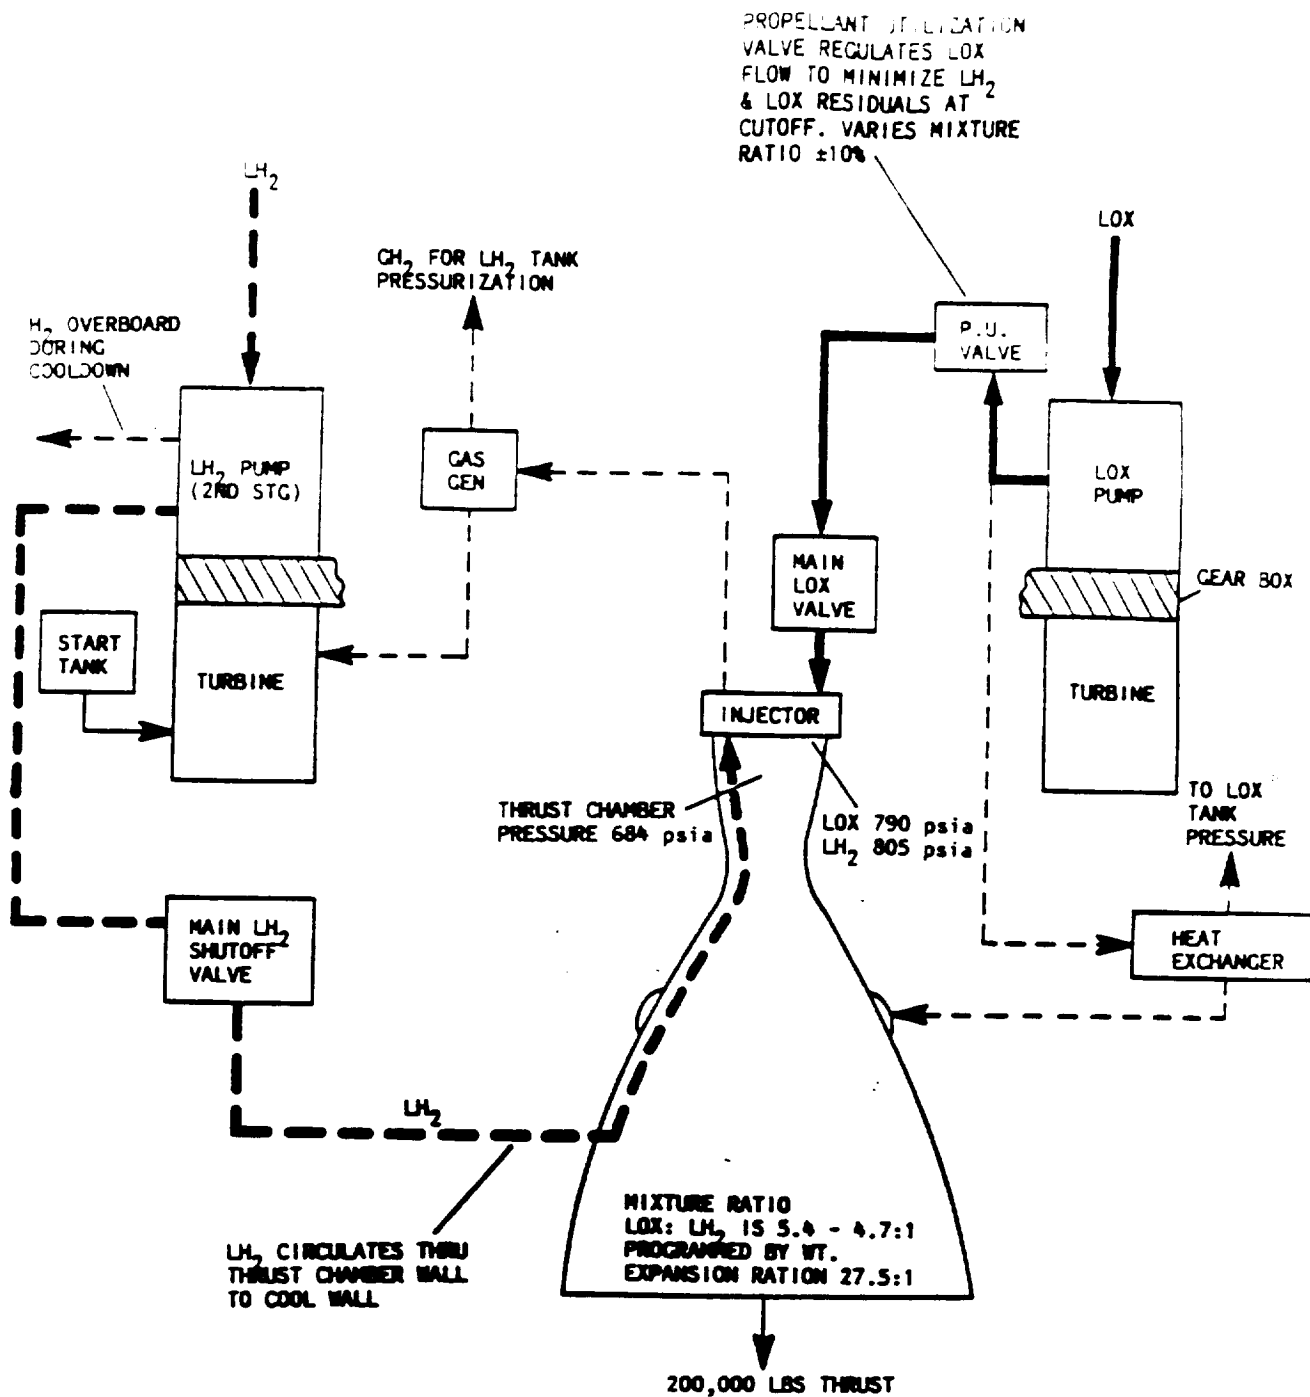 PROPELLANT UTILIZATION
VALVE REGULATES LOX
FLOW TO MINIMIZE LH2
& LOX RESIDUALS AT
CUTOFF. VARIES MIXTURE
RATIO ±10%
LH2
LOX
GH2 FOR LH2 TANK
PRESSURIZATION
H2 OVERBOARD
DURING
COOLDOWN
P.U.
VALVE
LH2 PUMP
(2ND STG)
GAS
GEN
LOX
PUMP
MAIN
LOX
VALVE
GEAR BOX
START
TANK
TURBINE
TURBINE
INJECTOR
THRUST CHAMBER
PRESSURE 684 psia
LOX 790 psia
LH2 805 psia
TO LOX
TANK
PRESSURE
MAIN LH2
SHUTOFF
VALVE
HEAT
EXCHANGER
LH2
MIXTURE RATIO
LOX: LH2 IS 5.4 - 4.7:1
PROGRAMMED BY WT.
EXPANSION RATION 27.5:1
LH2 CIRCULATES THRU
THRUST CHAMBER WALL
TO COOL WALL
200,000 LBS THRUST